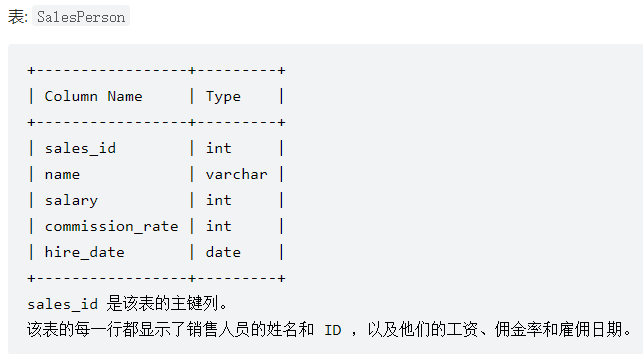 表: SalesPerson
+-----------------+---------+
| Column Name     | Type    |
+-----------------+---------+
| sales_id        | int     |
| name            | varchar |
| salary          | int     |
| commission_rate | int     |
| hire_date       | date    |
+-----------------+---------+
sales_id 是该表的主键列。
该表的每一行都显示了销售人员的姓名和 ID ，以及他们的工资、佣金率和雇佣日期。